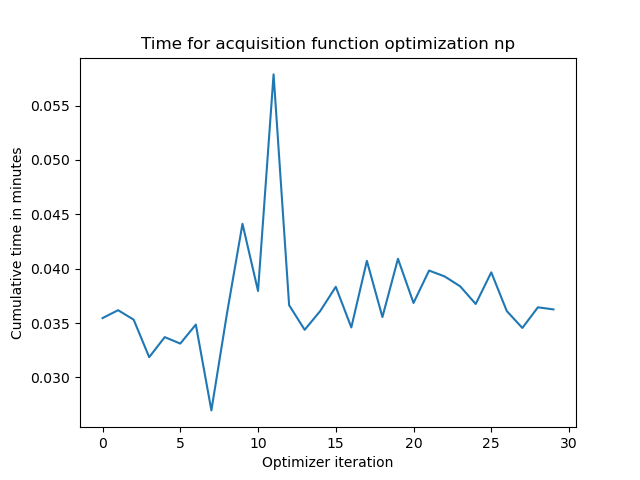 Time for acquisition function optimization np
Cumulative time in minutes
0.055
0.050
0.045
0.040
0.035
0.030
0 5 10 15 20 25 30
Optimizer iteration